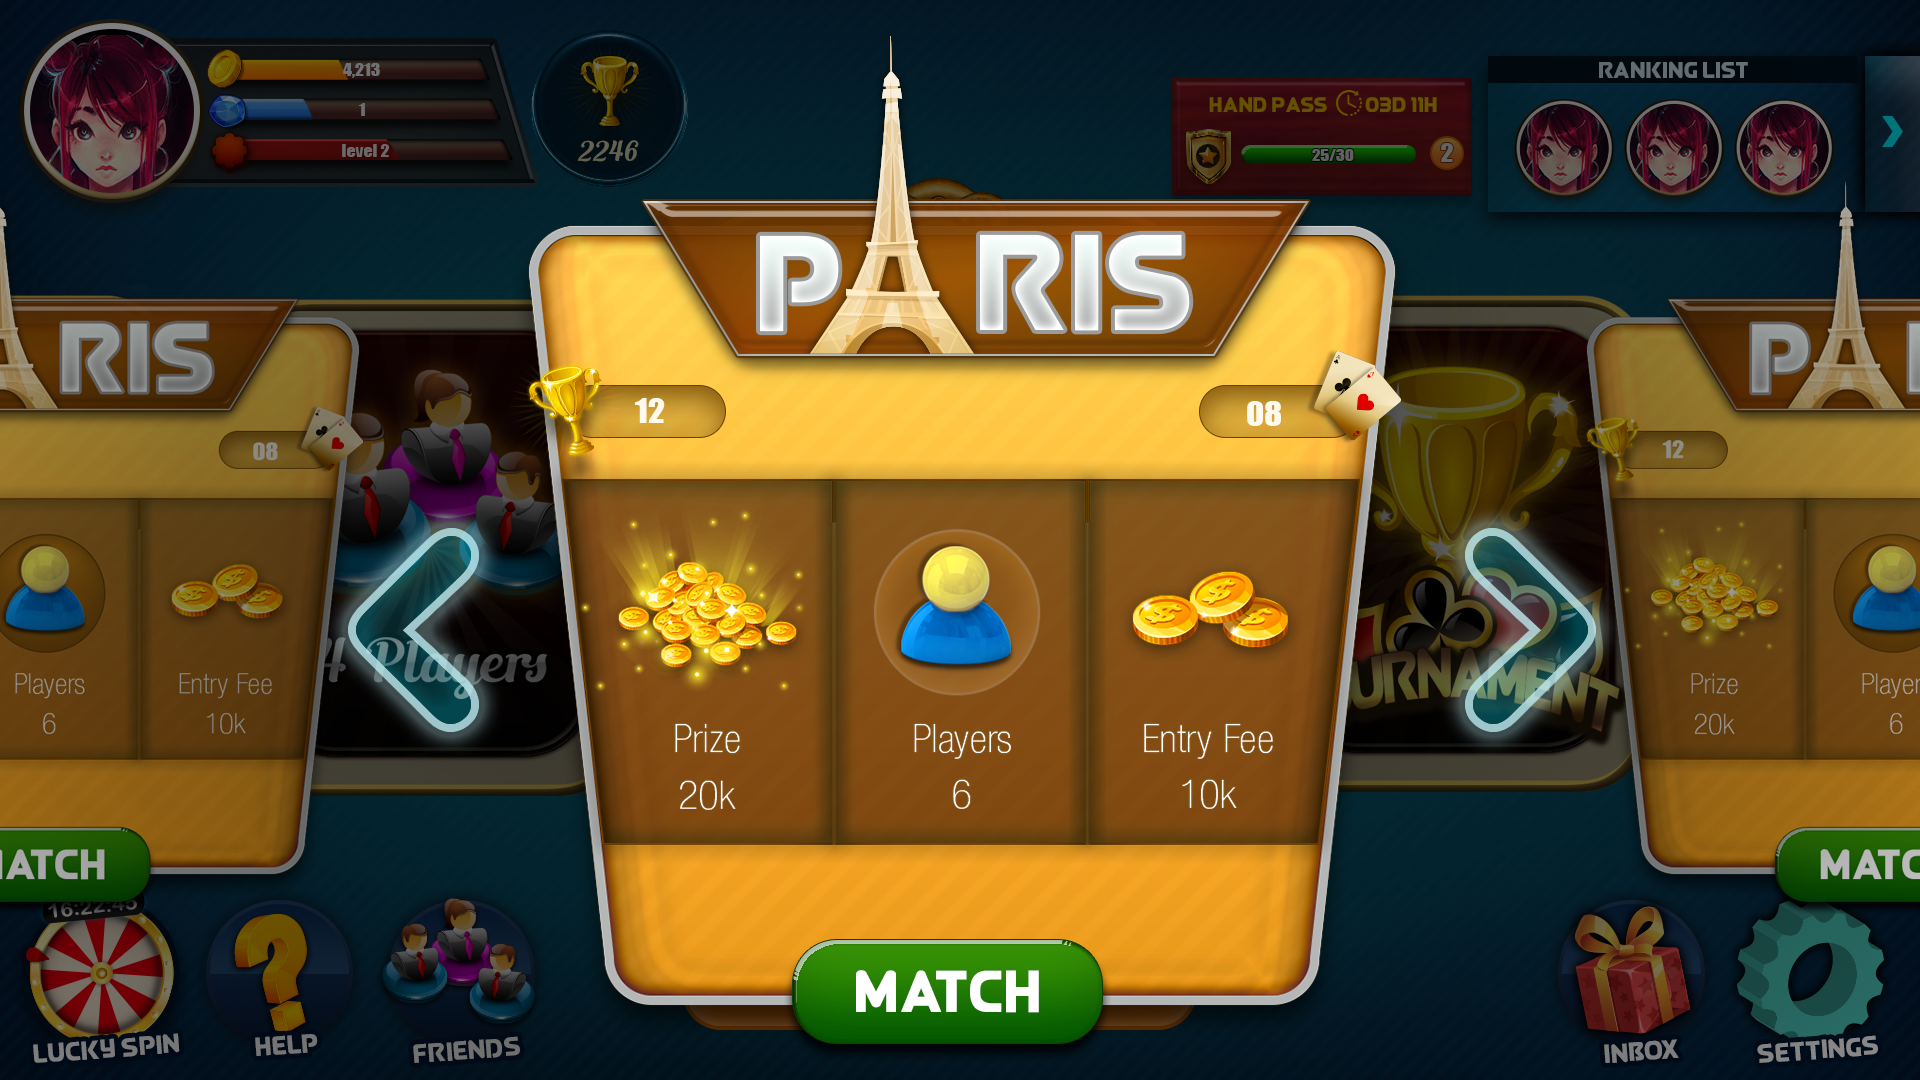 4,213
1
level 2
2246
HAND PASS 03D 11H
25/30
2
RANKING LIST
PARIS
12
08
Prize
20k
Players
6
Entry Fee
10k
MATCH
RIS
08
Players
6
Entry Fee
10k
MATCH
4 Players
TOURNAMENT
PA
12
Prize
20k
Player
6
MATC
16:22:45
LUCKY SPIN
HELP
FRIENDS
INBOX
SETTINGS